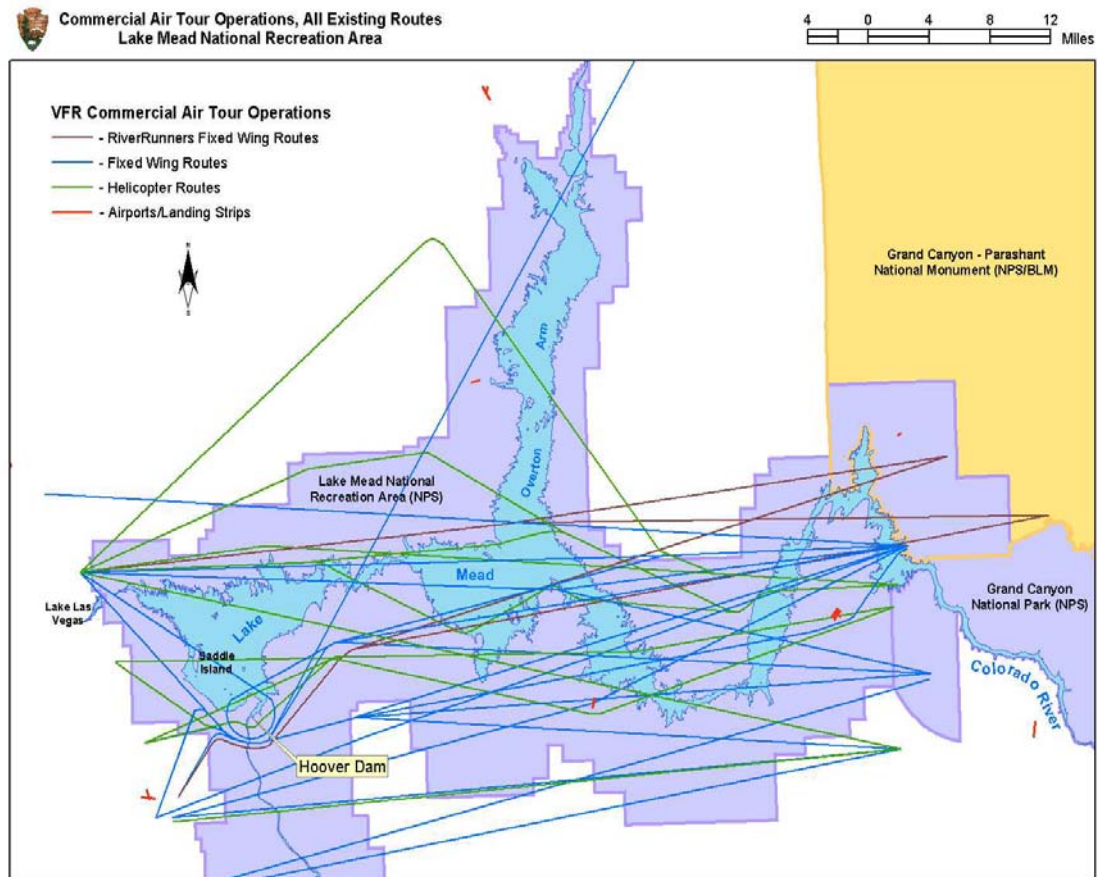 Commercial Air Tour Operations, All Existing Routes
Lake Mead National Recreation Area
4 0 4 8 12
Miles
VFR Commercial Air Tour Operations
- RiverRunners Fixed Wing Routes
- Fixed Wing Routes
- Helicopter Routes
- Airports/Landing Strips
Grand Canyon - Parashant
National Monument (NPS/BLM)
Overton Arm
Lake Mead National
Recreation Area (NPS)
Lake Mead
Lake Las
Vegas
Saddle
Island
Grand Canyon
National Park (NPS)
Colorado River
Hoover Dam